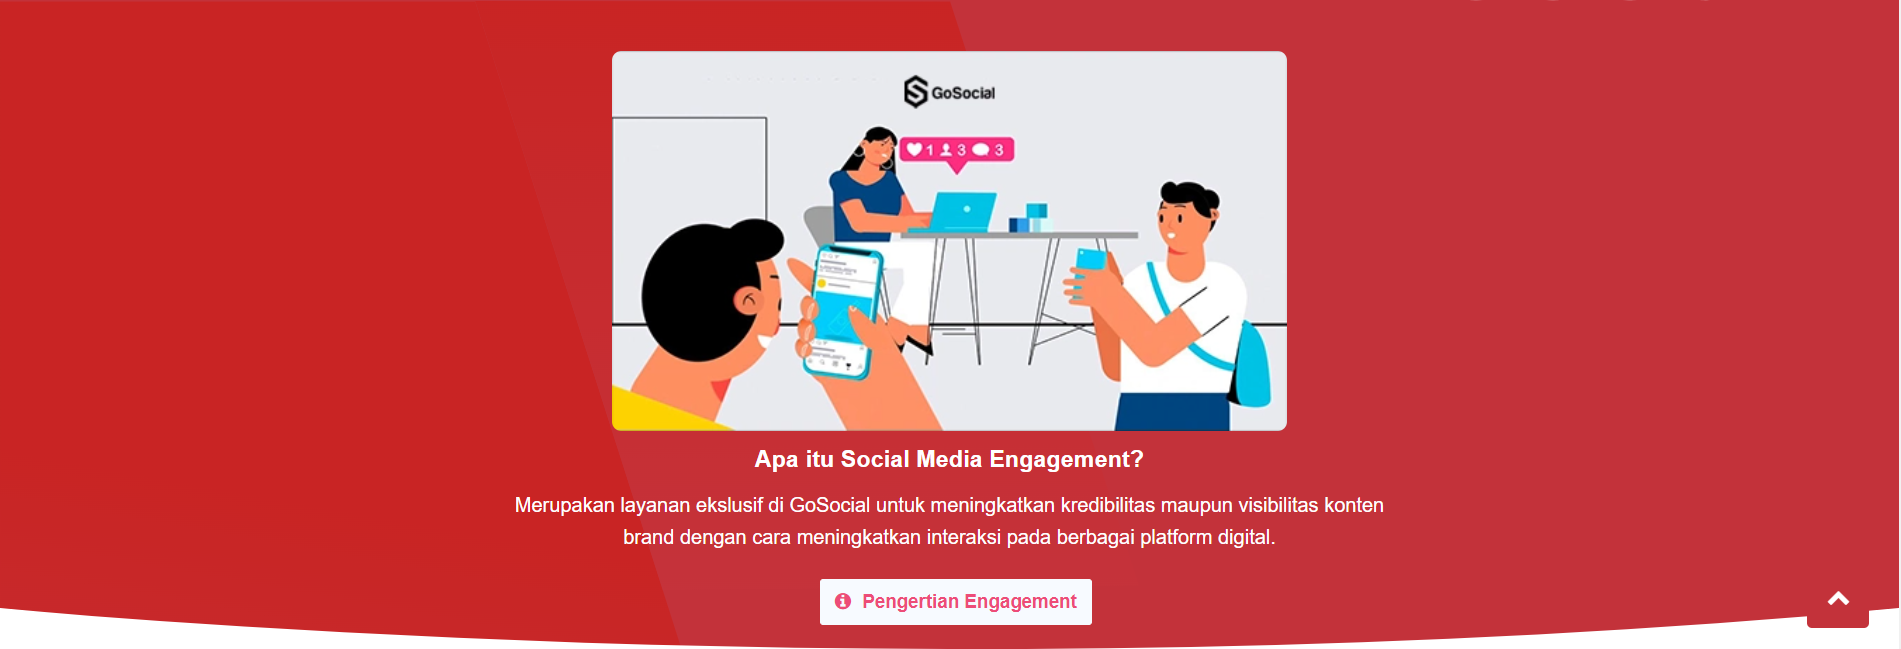 GoSocial
1 3 3
Apa itu Social Media Engagement?
Merupakan layanan ekslusif di GoSocial untuk meningkatkan kredibilitas maupun visibilitas konten
brand dengan cara meningkatkan interaksi pada berbagai platform digital.
Pengertian Engagement